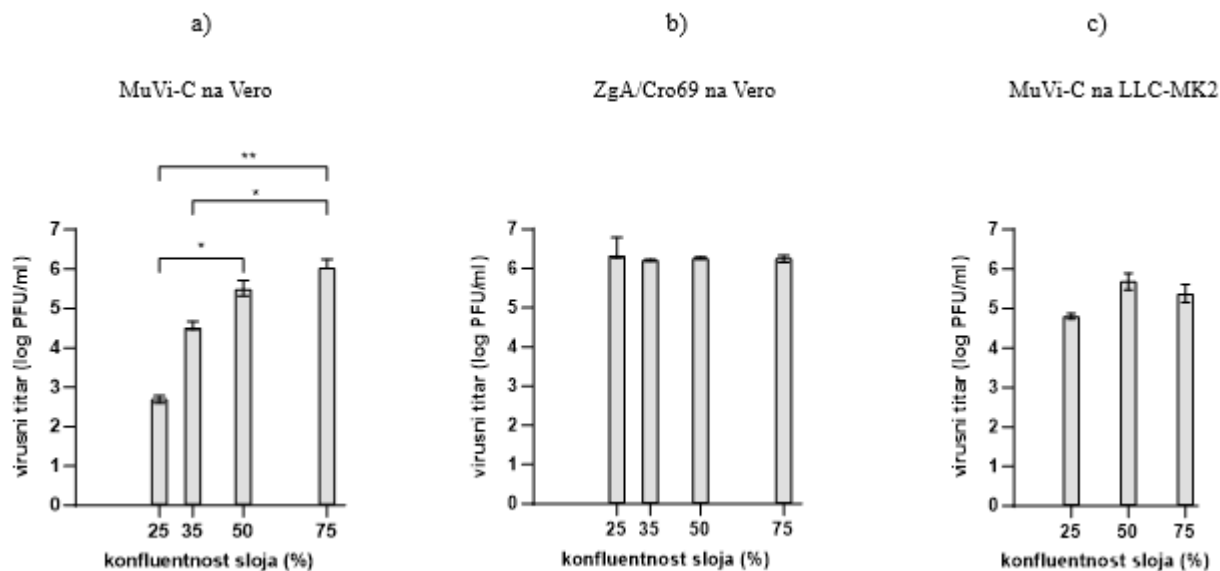 a)
b)
c)
MuVi-C na Vero
ZgA/Cro69 na Vero
MuVi-C na LLC-MK2
**
*
*
virusni titar (log PFU/ml)
7
6
5
4
3
2
1
0
25 35 50 75
konfluentnost sloja (%)
virusni titar (log PFU/ml)
7
6
5
4
3
2
1
0
25 35 50 75
konfluentnost sloja (%)
virusni titar (log PFU/ml)
7
6
5
4
3
2
1
0
25 50 75
konfluentnost sloja (%)